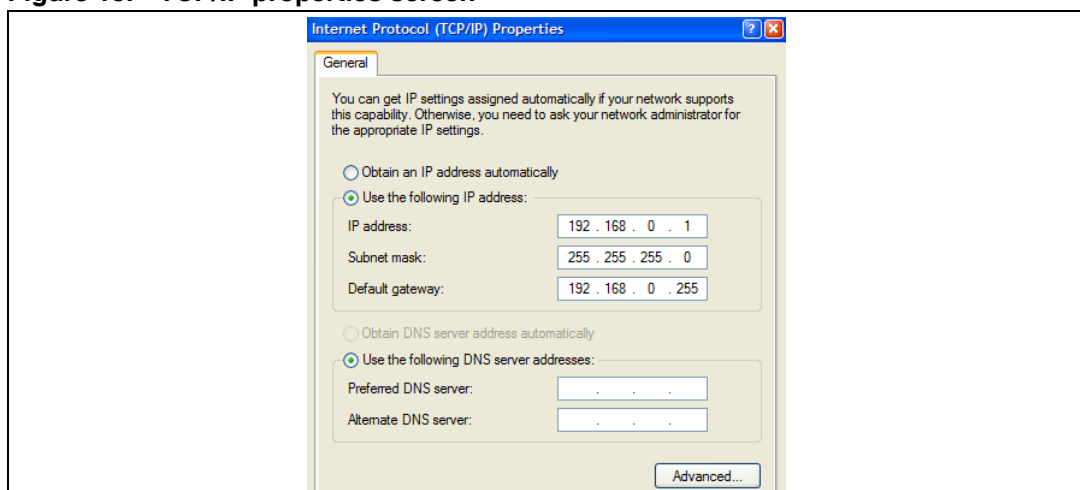 Internet Protocol (TCP/IP) Properties
General
You can get IP settings assigned automatically if your network supports
this capability. Otherwise, you need to ask your network administrator for
the appropriate IP settings.
Obtain an IP address automatically
Use the following IP address:
IP address: 192 . 168 . 0 . 1
Subnet mask: 255 . 255 . 255 . 0
Default gateway: 192 . 168 . 0 . 255
Obtain DNS server address automatically
Use the following DNS server addresses:
Preferred DNS server: . . .
Alternate DNS server: . . .
Advanced...